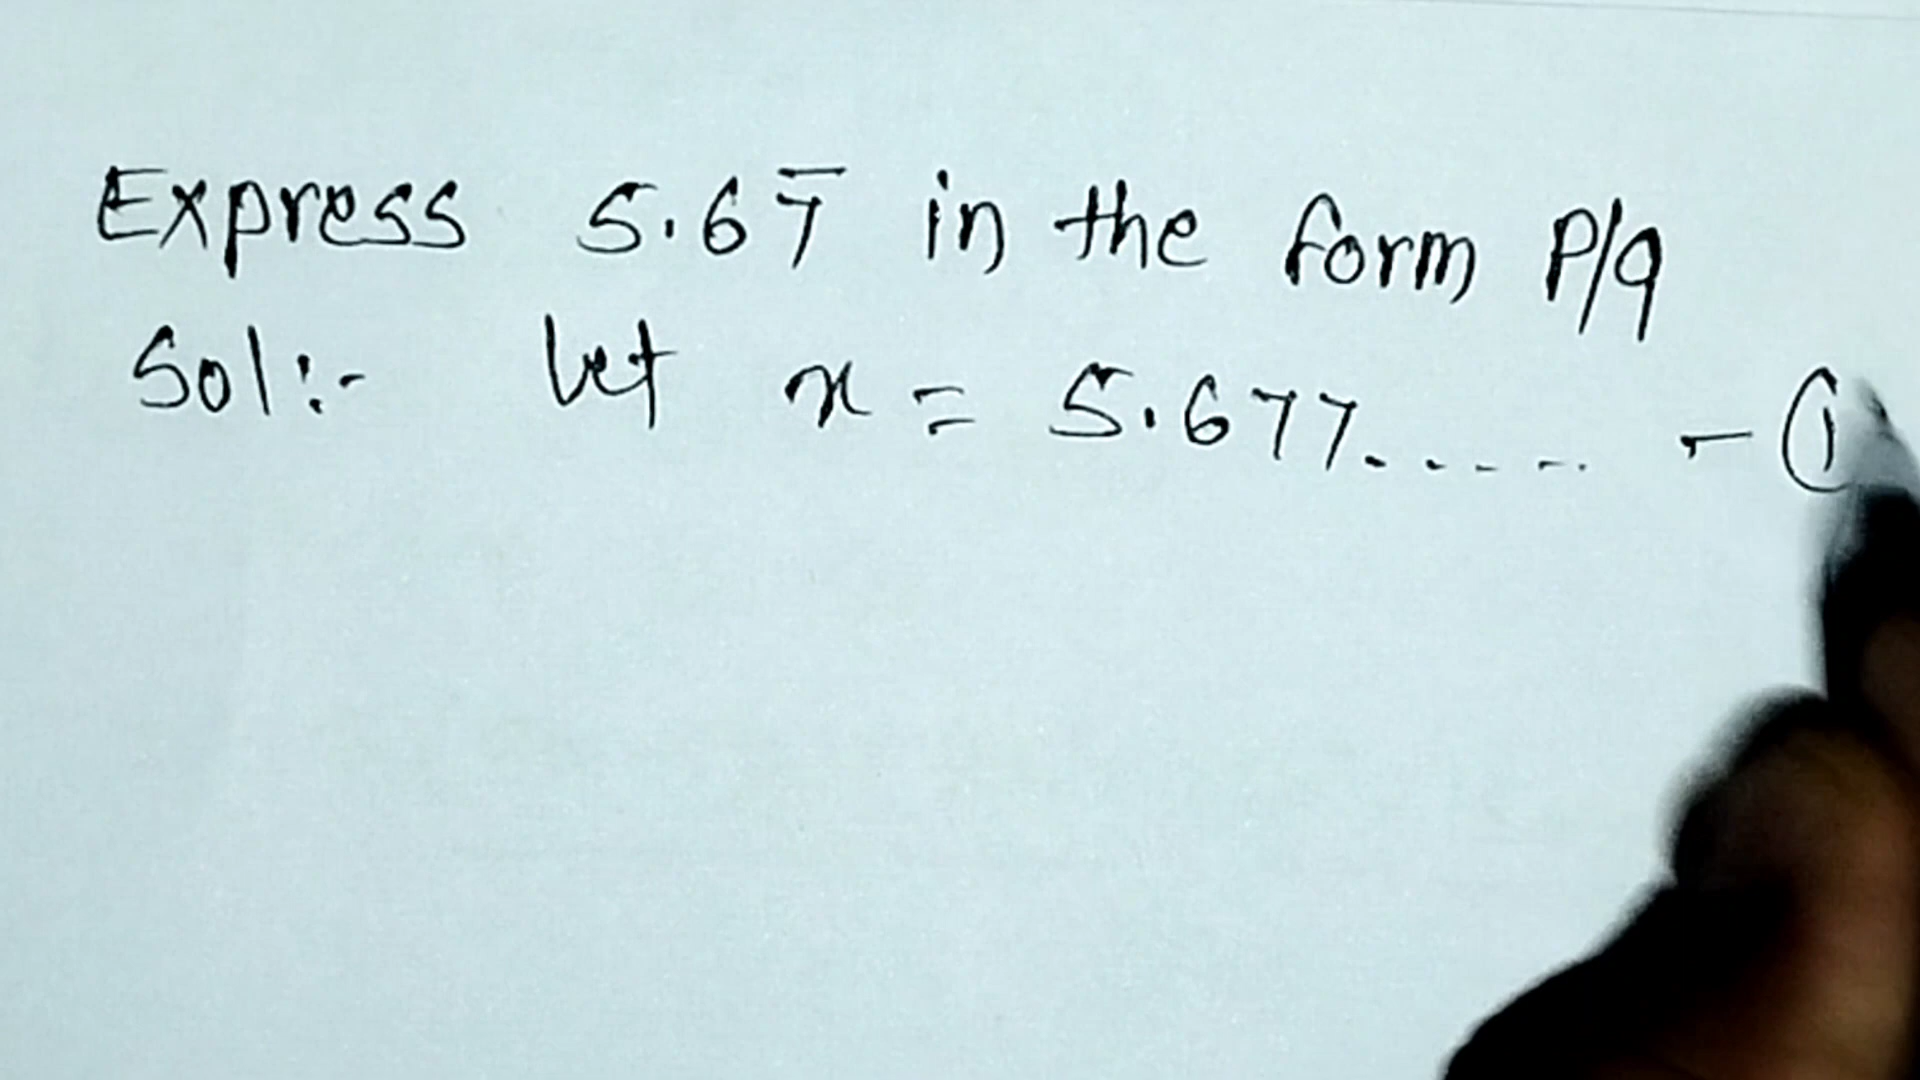 Express 5.67̅ in the form P/q
Sol:- let x = 5.677..... - ①